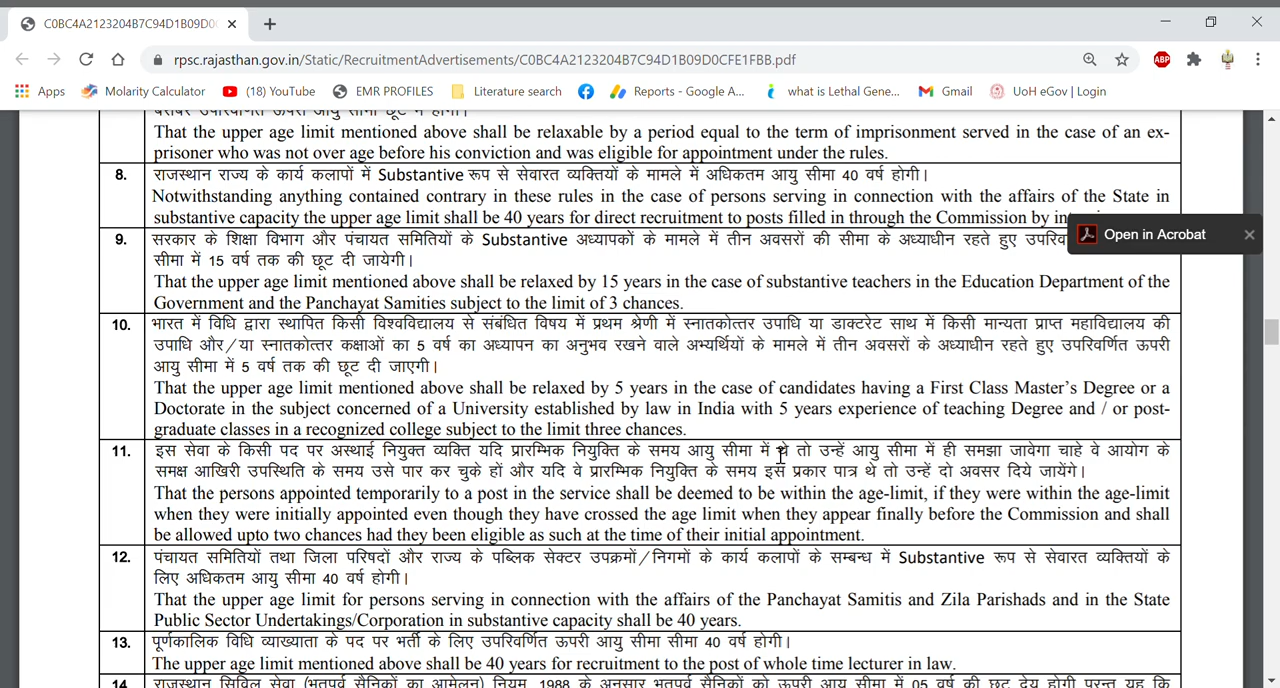 C0BC4A2123204B7C94D1B09D0
rpsc.rajasthan.gov.in/Static/RecruitmentAdvertisements/C0BC4A2123204B7C94D1B09D0CFE1FBB.pdf
ABP
Apps Molarity Calculator (18) YouTube EMR PROFILES Literature search Reports - Google A... what is Lethal Gene... Gmail UoH eGov | Login
That the upper age limit mentioned above shall be relaxable by a period equal to the term of imprisonment served in the case of an ex-
prisoner who was not over age before his conviction and was eligible for appointment under the rules.
8. राजस्थान राज्य के कार्य कलापों में Substantive रूप से सेवारत व्यक्तियों के मामले में अधिकतम आयु सीमा 40 वर्ष होगी।
Notwithstanding anything contained contrary in these rules in the case of persons serving in connection with the affairs of the State in
substantive capacity the upper age limit shall be 40 years for direct recruitment to posts filled in through the Commission by
Open in Acrobat
9. सरकार के शिक्षा विभाग और पंचायत समितियों के Substantive अध्यापकों के मामले में तीन अवसरों की सीमा के अध्याधीन रहते हुए
सीमा में 15 वर्ष तक की छूट दी जायेगी।
That the upper age limit mentioned above shall be relaxed by 15 years in the case of substantive teachers in the Education Department of the
Government and the Panchayat Samities subject to the limit of 3 chances.
10. भारत में विधि द्वारा स्थापित किसी विश्वविद्यालय से संबंधित विषय में प्रथम श्रेणी में स्नातकोत्तर उपाधि या डाक्टरेट साथ में किसी मान्यता प्राप्त महाविद्यालय की
उपाधि और/या स्नातकोत्तर कक्षाओं का 5 वर्ष का अध्यापन का अनुभव रखने वाले अभ्यर्थियों के मामले में तीन अवसरों के अध्याधीन रहते हुए उपरिवर्णित ऊपरी
आयु सीमा में 5 वर्ष तक की छूट दी जाएगी।
That the upper age limit mentioned above shall be relaxed by 5 years in the case of candidates having a First Class Master's Degree or a
Doctorate in the subject concerned of a University established by law in India with 5 years experience of teaching Degree and / or post-
graduate classes in a recognized college subject to the limit three chances.
11. इस सेवा के किसी पद पर अस्थाई नियुक्त व्यक्ति यदि प्रारम्भिक नियुक्ति के समय आयु सीमा में थे तो उन्हें आयु सीमा में ही समझा जावेगा चाहे वे आयोग के
समक्ष आखिरी उपस्थिति के समय उसे पार कर चुके हों और यदि वे प्रारम्भिक नियुक्ति के समय इस प्रकार पात्र थे तो उन्हें दो अवसर दिये जायेंगे।
That the persons appointed temporarily to a post in the service shall be deemed to be within the age-limit, if they were within the age-limit
when they were initially appointed even though they have crossed the age limit when they appear finally before the Commission and shall
be allowed upto two chances had they been eligible as such at the time of their initial appointment.
12. पंचायत समितियों तथा जिला परिषदों और राज्य के पब्लिक सेक्टर उपक्रमों/निगमों के कार्य कलापों के सम्बन्ध में Substantive रूप से सेवारत व्यक्तियों के
लिए अधिकतम आयु सीमा 40 वर्ष होगी।
That the upper age limit for persons serving in connection with the affairs of the Panchayat Samitis and Zila Parishads and in the State
Public Sector Undertakings/Corporation in substantive capacity shall be 40 years.
13. पूर्णकालिक विधि व्याख्याता के पद पर भर्ती के लिए उपरिवर्णित ऊपरी आयु सीमा सीमा 40 वर्ष होगी।
The upper age limit mentioned above shall be 40 years for recruitment to the post of whole time lecturer in law.
14 राजस्थान सिविल सेवा (भूतपूर्व सैनिकों का आमेलन) नियम 1988 के अनुसार भूतपूर्व सैनिकों को ऊपरी आयु सीमा में 05 वर्ष की छूट देय होगी परन्तु यह कि